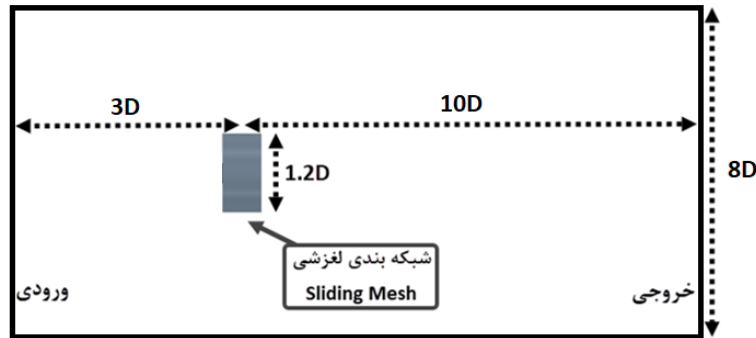 3D
10D
1.2D
8D
شبکه بندی لغزشی
Sliding Mesh
ورودی
خروجی